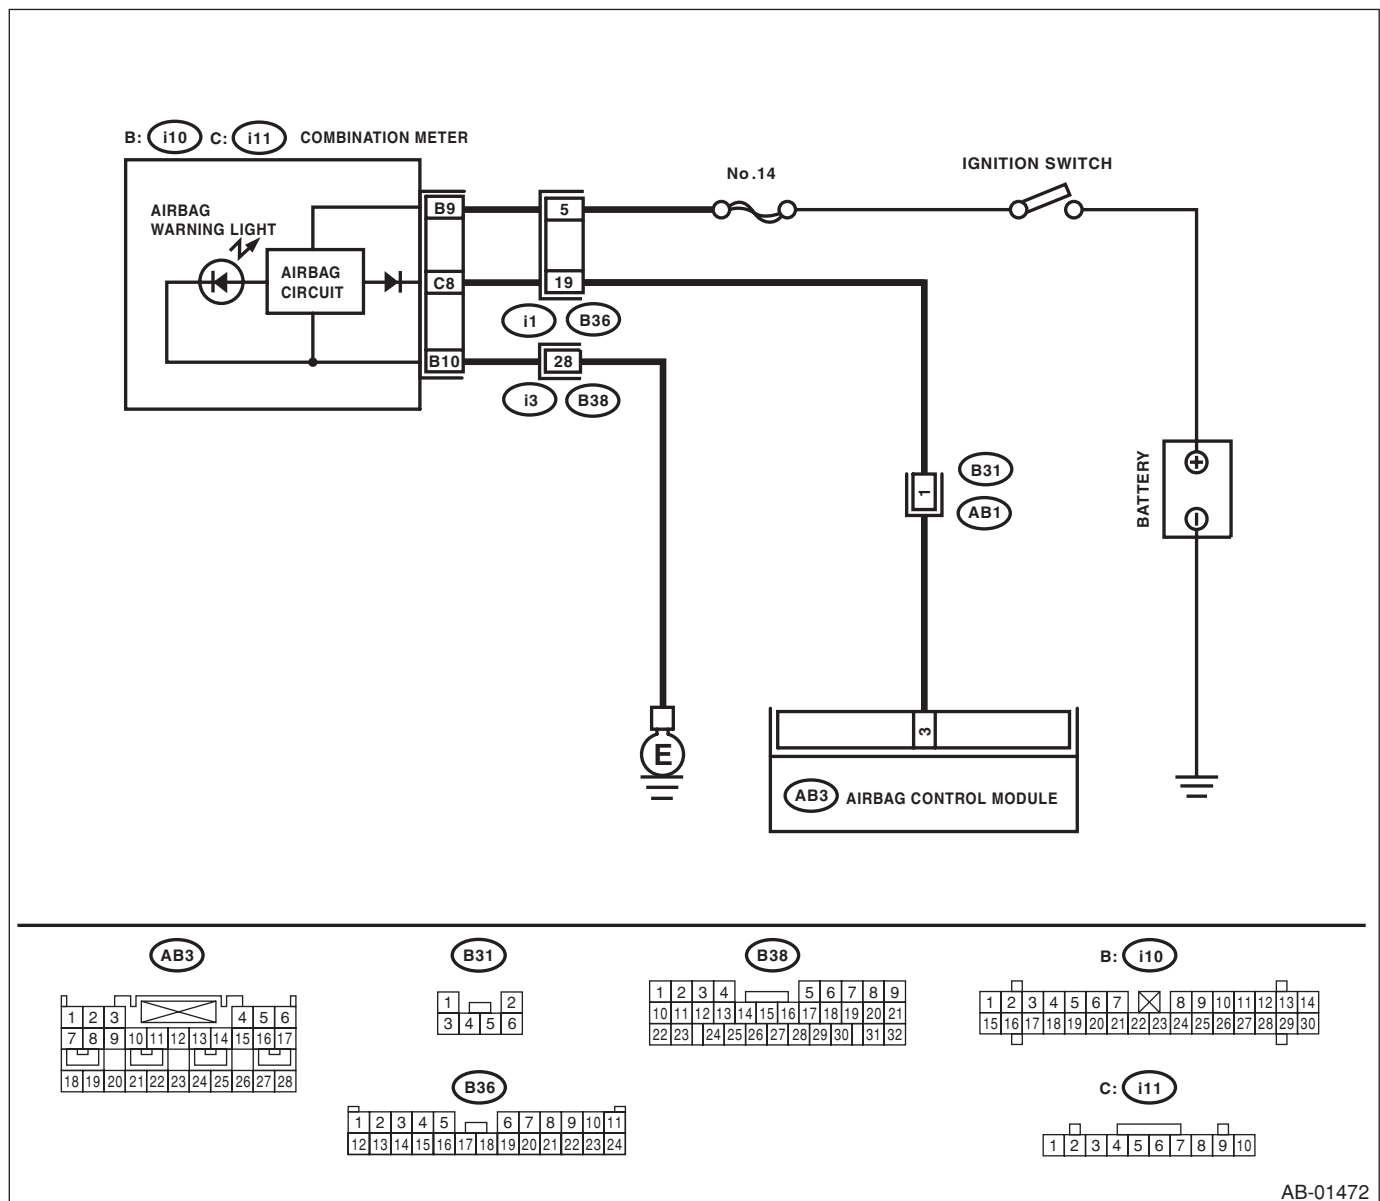 B: i10 C: i11 COMBINATION METER
No.14
IGNITION SWITCH
AIRBAG
WARNING LIGHT
AIRBAG
CIRCUIT
B9
5
C8
19
i1 B36
B10
28
i3 B38
1
B31
AB1
BATTERY
+
−
E
3
AB3 AIRBAG CONTROL MODULE
AB3
1 2 3 4 5 6
7 8 9 10 11 12 13 14 15 16 17
18 19 20 21 22 23 24 25 26 27 28
B31
1 2
3 4 5 6
B36
1 2 3 4 5 6 7 8 9 10 11
12 13 14 15 16 17 18 19 20 21 22 23 24
B38
1 2 3 4 5 6 7 8 9
10 11 12 13 14 15 16 17 18 19 20 21
22 23 24 25 26 27 28 29 30 31 32
B: i10
1 2 3 4 5 6 7 8 9 10 11 12 13 14
15 16 17 18 19 20 21 22 23 24 25 26 27 28 29 30
C: i11
1 2 3 4 5 6 7 8 9 10
AB-01472